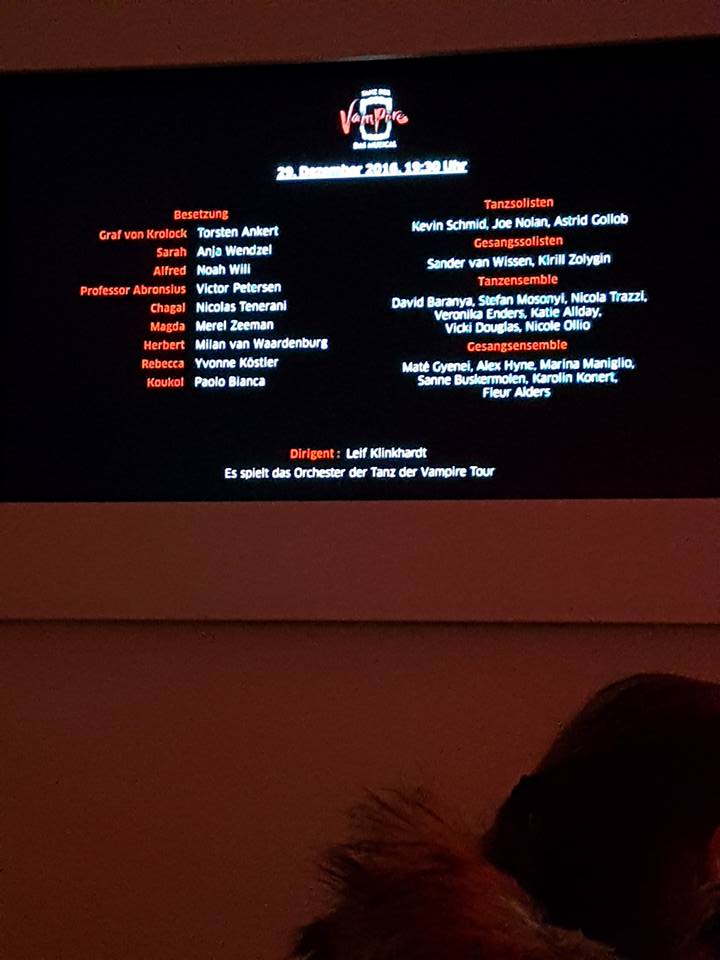 TANZ DER
Vampire
DAS MUSICAL
29. Dezember 2016, 19:30 Uhr
Besetzung
Graf von Krolock Torsten Ankert
Sarah Anja Wendzel
Alfred Noah Wili
Professor Abronsius Victor Petersen
Chagal Nicolas Tenerani
Magda Merel Zeeman
Herbert Milan van Waardenburg
Rebecca Yvonne Köstler
Koukol Paolo Bianca
Tanzsolisten
Kevin Schmid, Joe Nolan, Astrid Gollob
Gesangssolisten
Sander van Wissen, Kirill Zolygin
Tanzensemble
David Baranya, Stefan Mosonyi, Nicola Trazzi,
Veronika Enders, Katie Allday,
Vicki Douglas, Nicole Ollio
Gesangsensemble
Maté Gyenei, Alex Hyne, Marina Maniglio,
Sanne Buskermolen, Karolin Konert,
Fleur Alders
Dirigent : Leif Klinkhardt
Es spielt das Orchester der Tanz der Vampire Tour